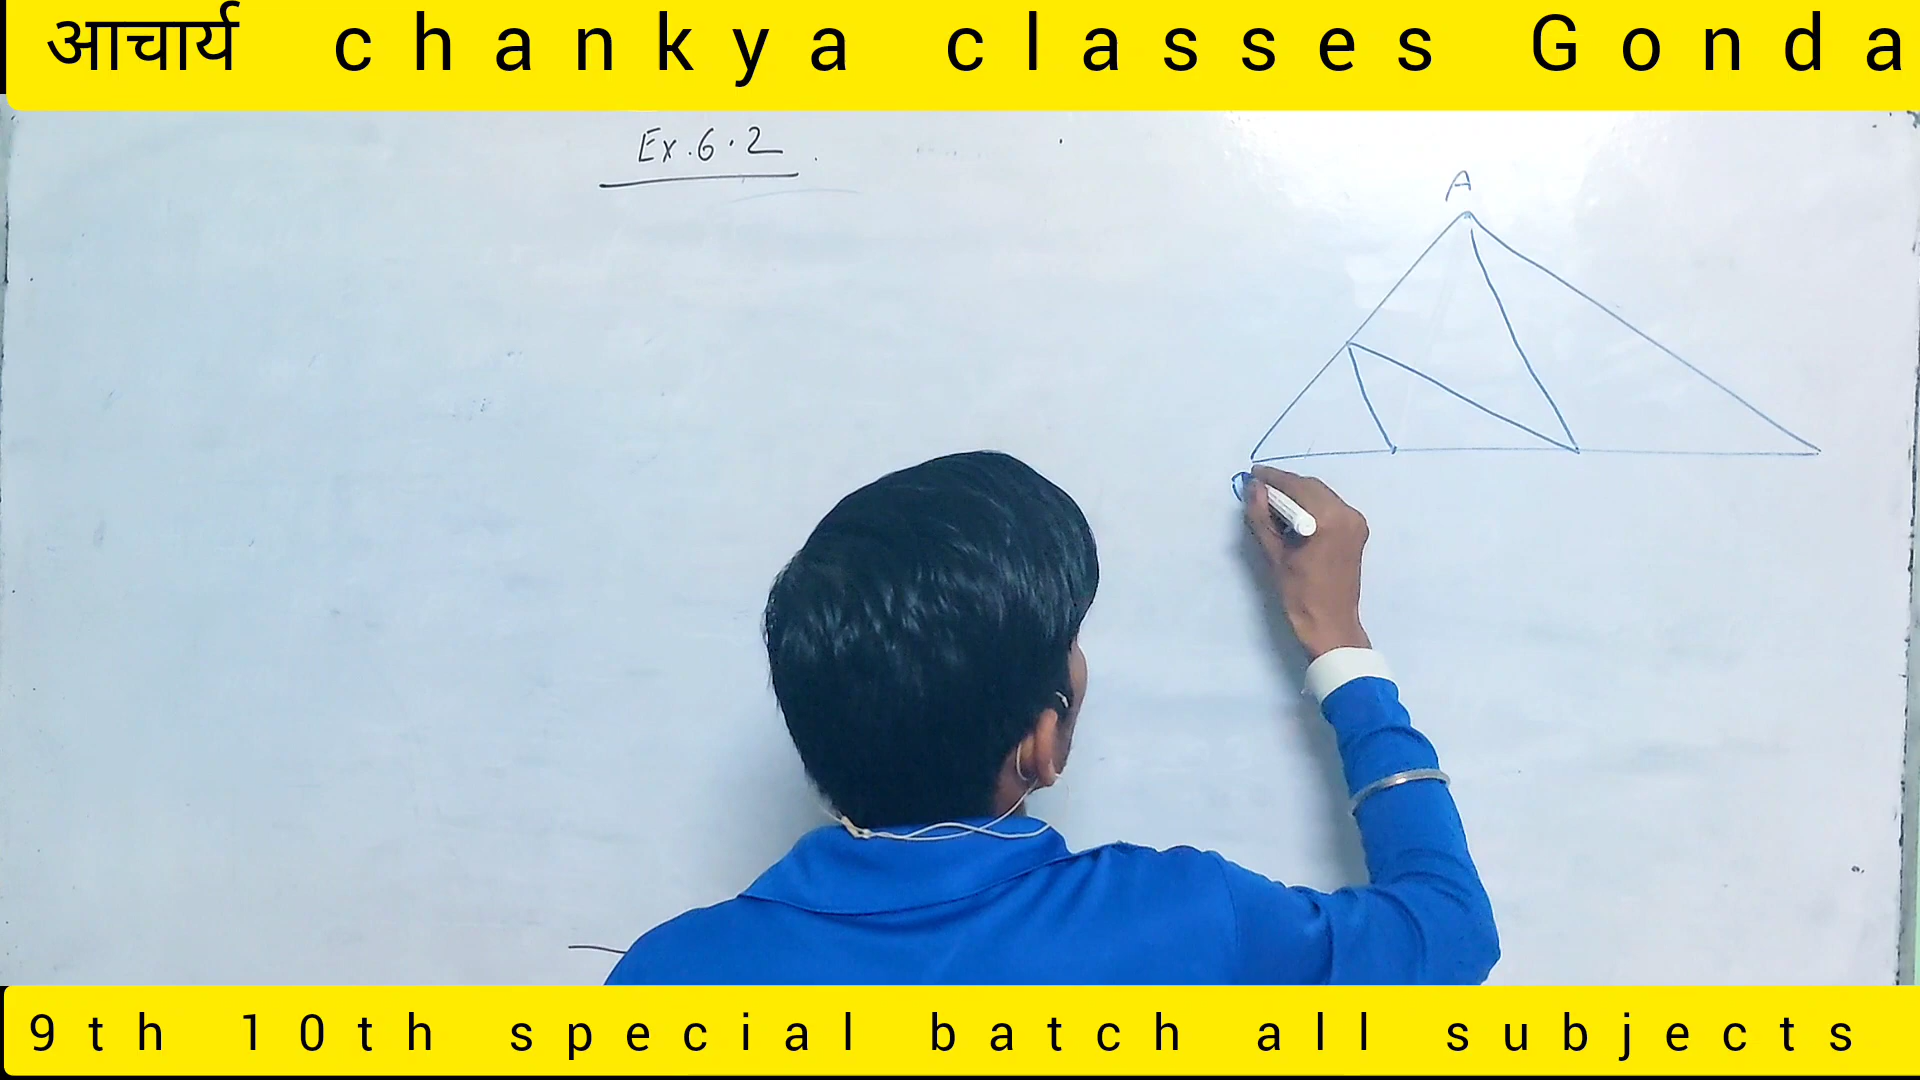 आचार्य chankya classes Gonda
Ex. 6.2
A
9th 10th special batch all subjects